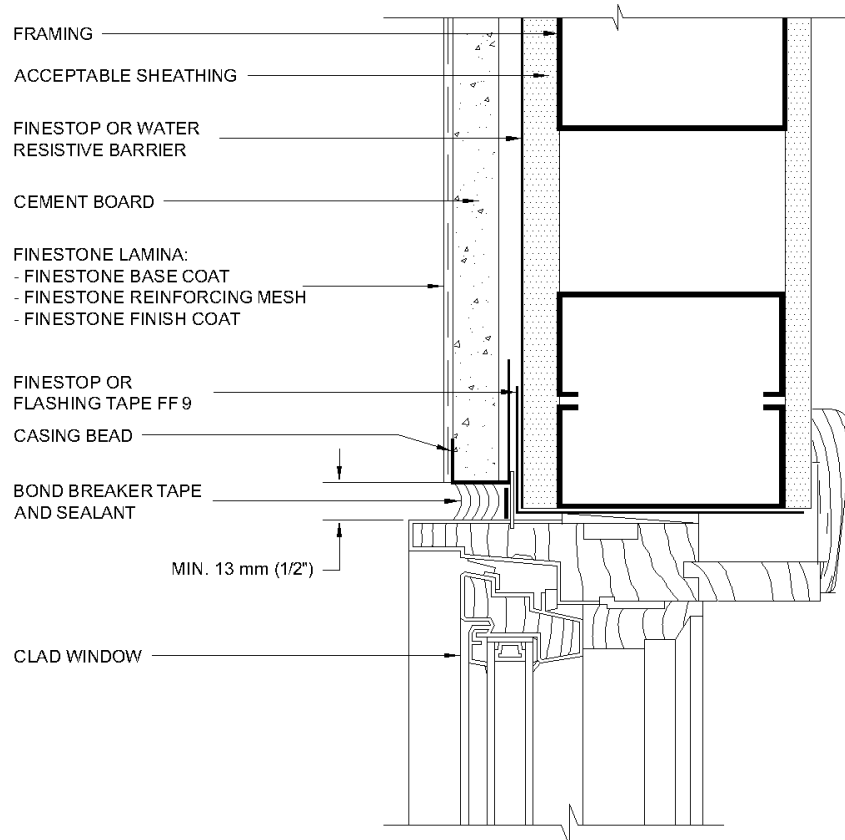 FRAMING
ACCEPTABLE SHEATHING
FINESTOP OR WATER
RESISTIVE BARRIER
CEMENT BOARD
FINESTONE LAMINA:
- FINESTONE BASE COAT
- FINESTONE REINFORCING MESH
- FINESTONE FINISH COAT
FINESTOP OR
FLASHING TAPE FF 9
CASING BEAD
BOND BREAKER TAPE
AND SEALANT
MIN. 13 mm (1/2")
CLAD WINDOW